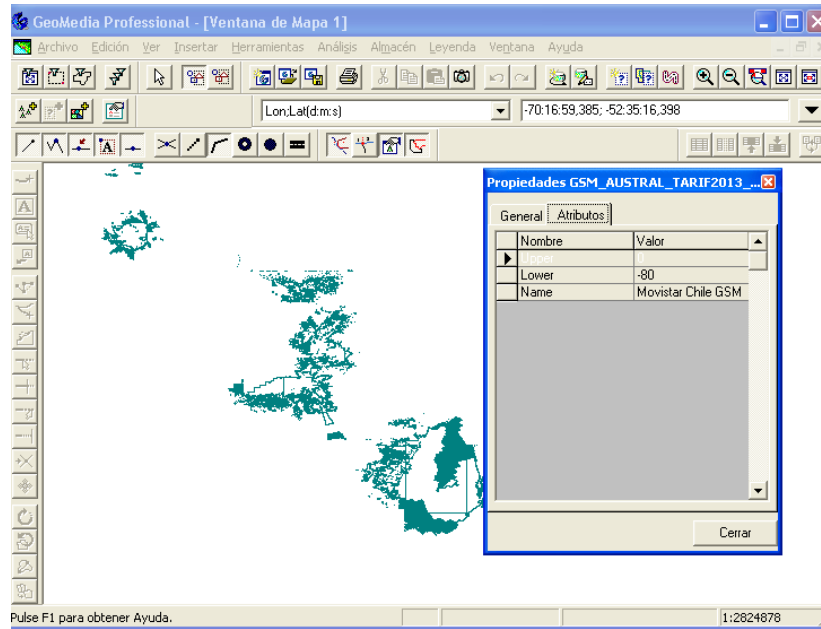 GeoMedia Professional - [Ventana de Mapa 1]
Archivo Edición Ver Insertar Herramientas Análisis Almacén Leyenda Ventana Ayuda
Lon;Lat(d:m:s) -70:16:59,385; -52:35:16,398
Propiedades GSM_AUSTRAL_TARIF2013_...
General Atributos
Nombre Valor
Upper 0
Lower -80
Name Movistar Chile GSM
Cerrar
Pulse F1 para obtener Ayuda. 1:2824878